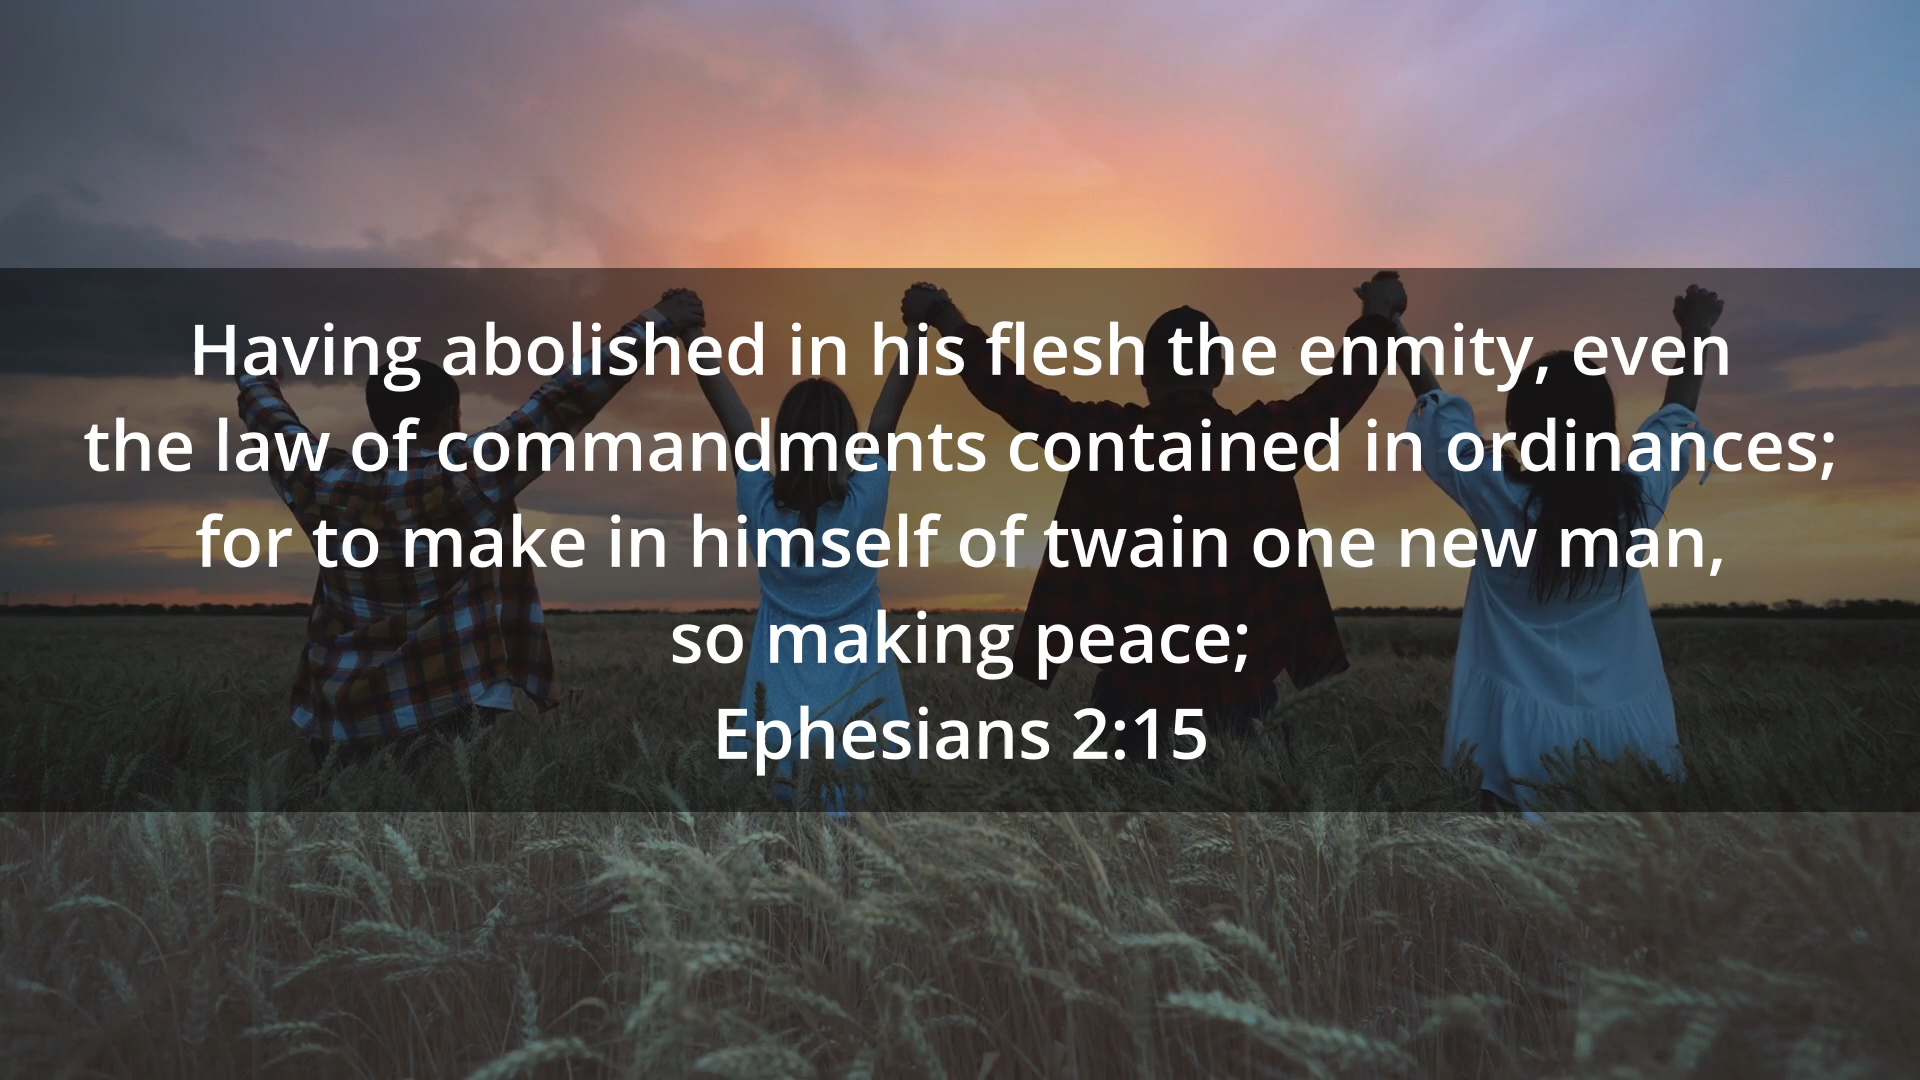 Having abolished in his flesh the enmity, even
the law of commandments contained in ordinances;
for to make in himself of twain one new man,
so making peace;
Ephesians 2:15